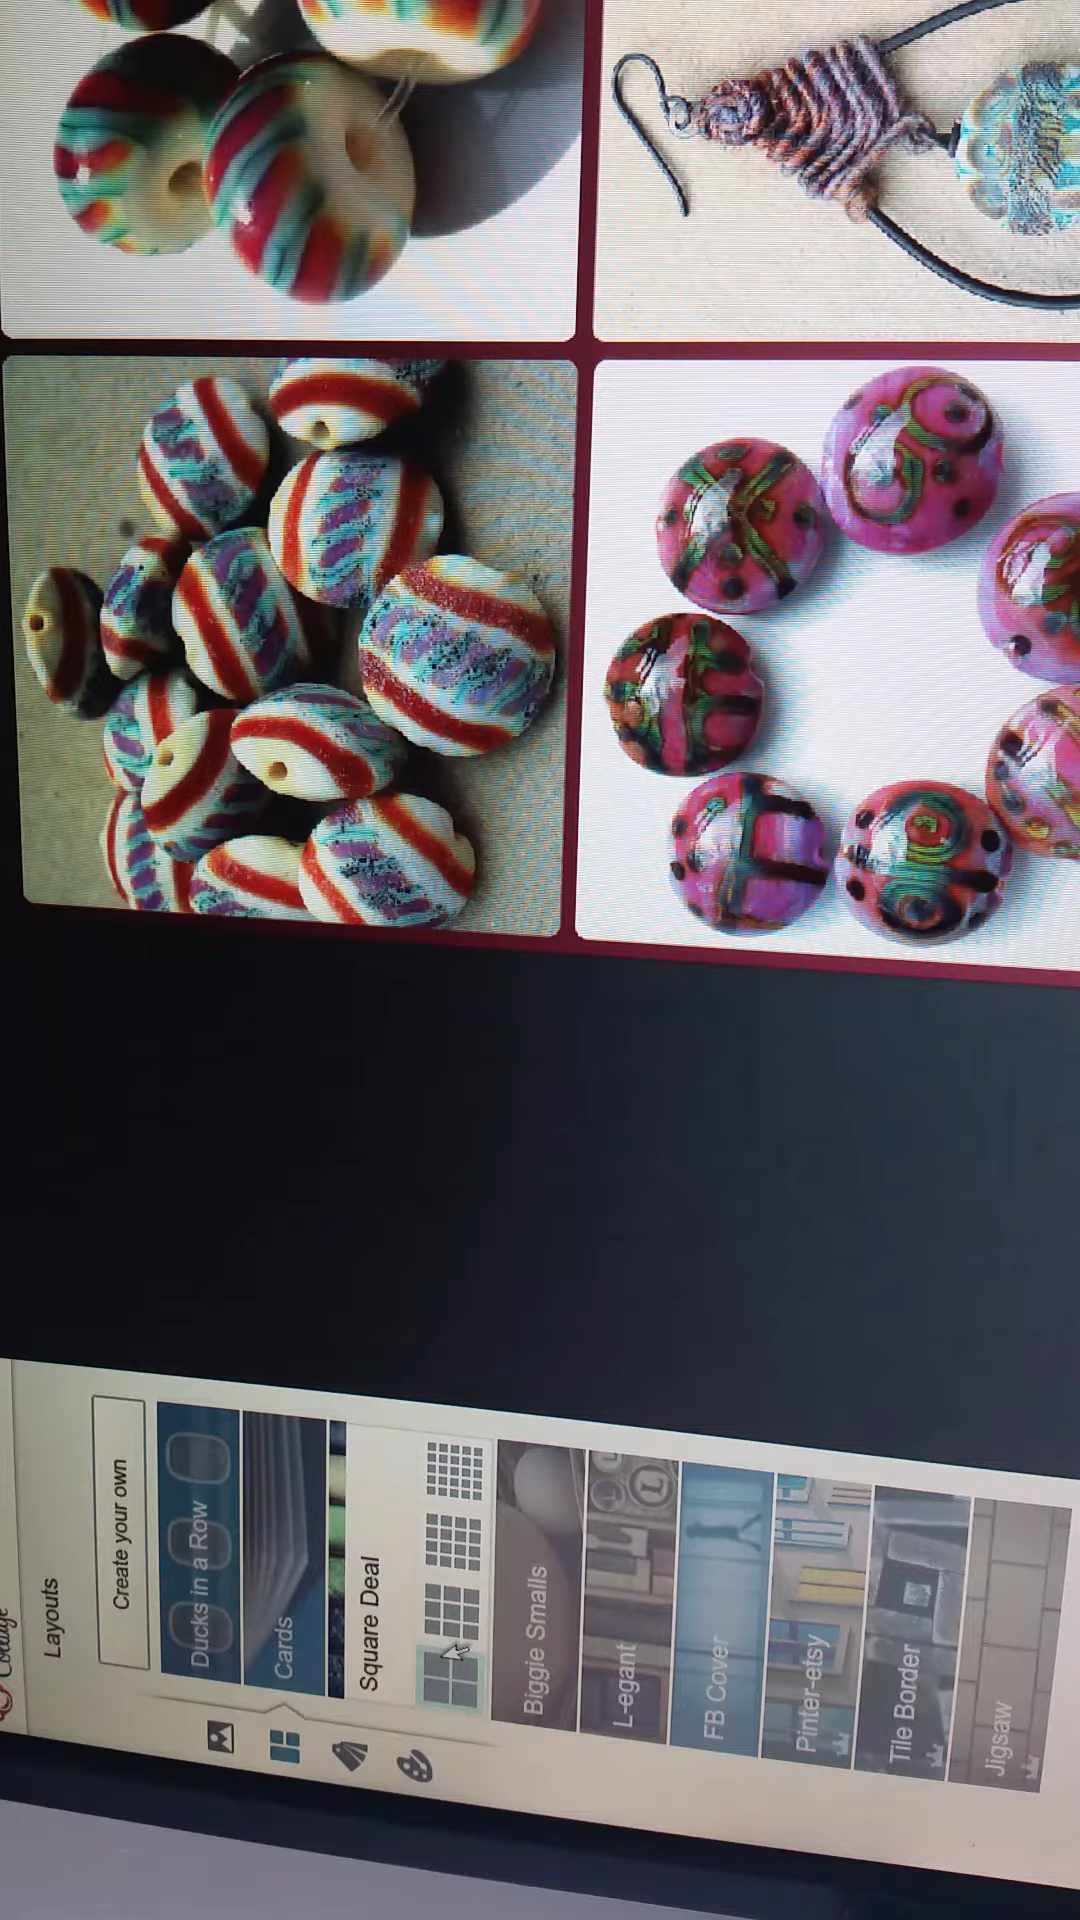 Collage
Layouts
Create your own
Ducks in a Row
Cards
Square Deal
Biggie Smalls
L-egant
FB Cover
Pinter-etsy
Tile Border
Jigsaw